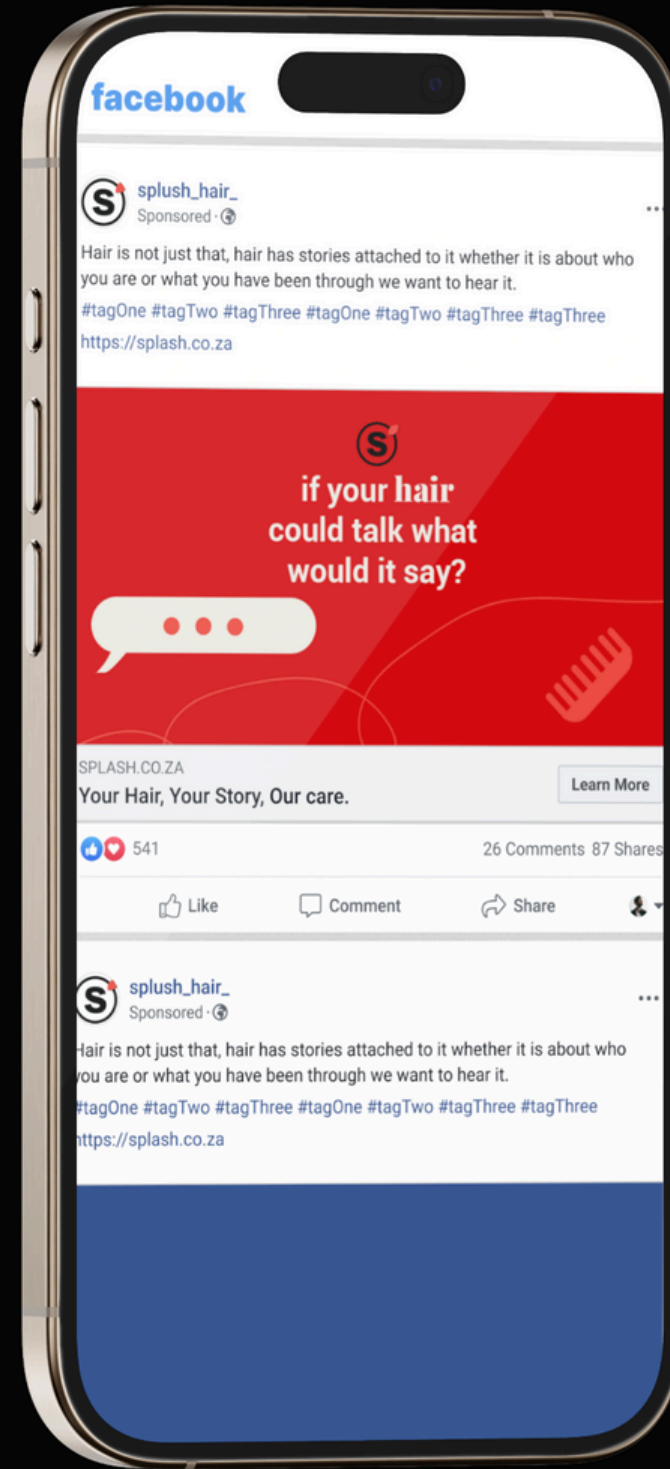 facebook
splush_hair_
Sponsored ·
Hair is not just that, hair has stories attached to it whether it is about who
you are or what you have been through we want to hear it.
#tagOne #tagTwo #tagThree #tagOne #tagTwo #tagThree #tagThree
https://splash.co.za
S
if your hair
could talk what
would it say?
SPLASH.CO.ZA
Your Hair, Your Story, Our care.
Learn More
541
26 Comments 87 Shares
Like Comment Share
S
splush_hair_
Sponsored ·
Hair is not just that, hair has stories attached to it whether it is about who
you are or what you have been through we want to hear it.
#tagOne #tagTwo #tagThree #tagOne #tagTwo #tagThree #tagThree
https://splash.co.za